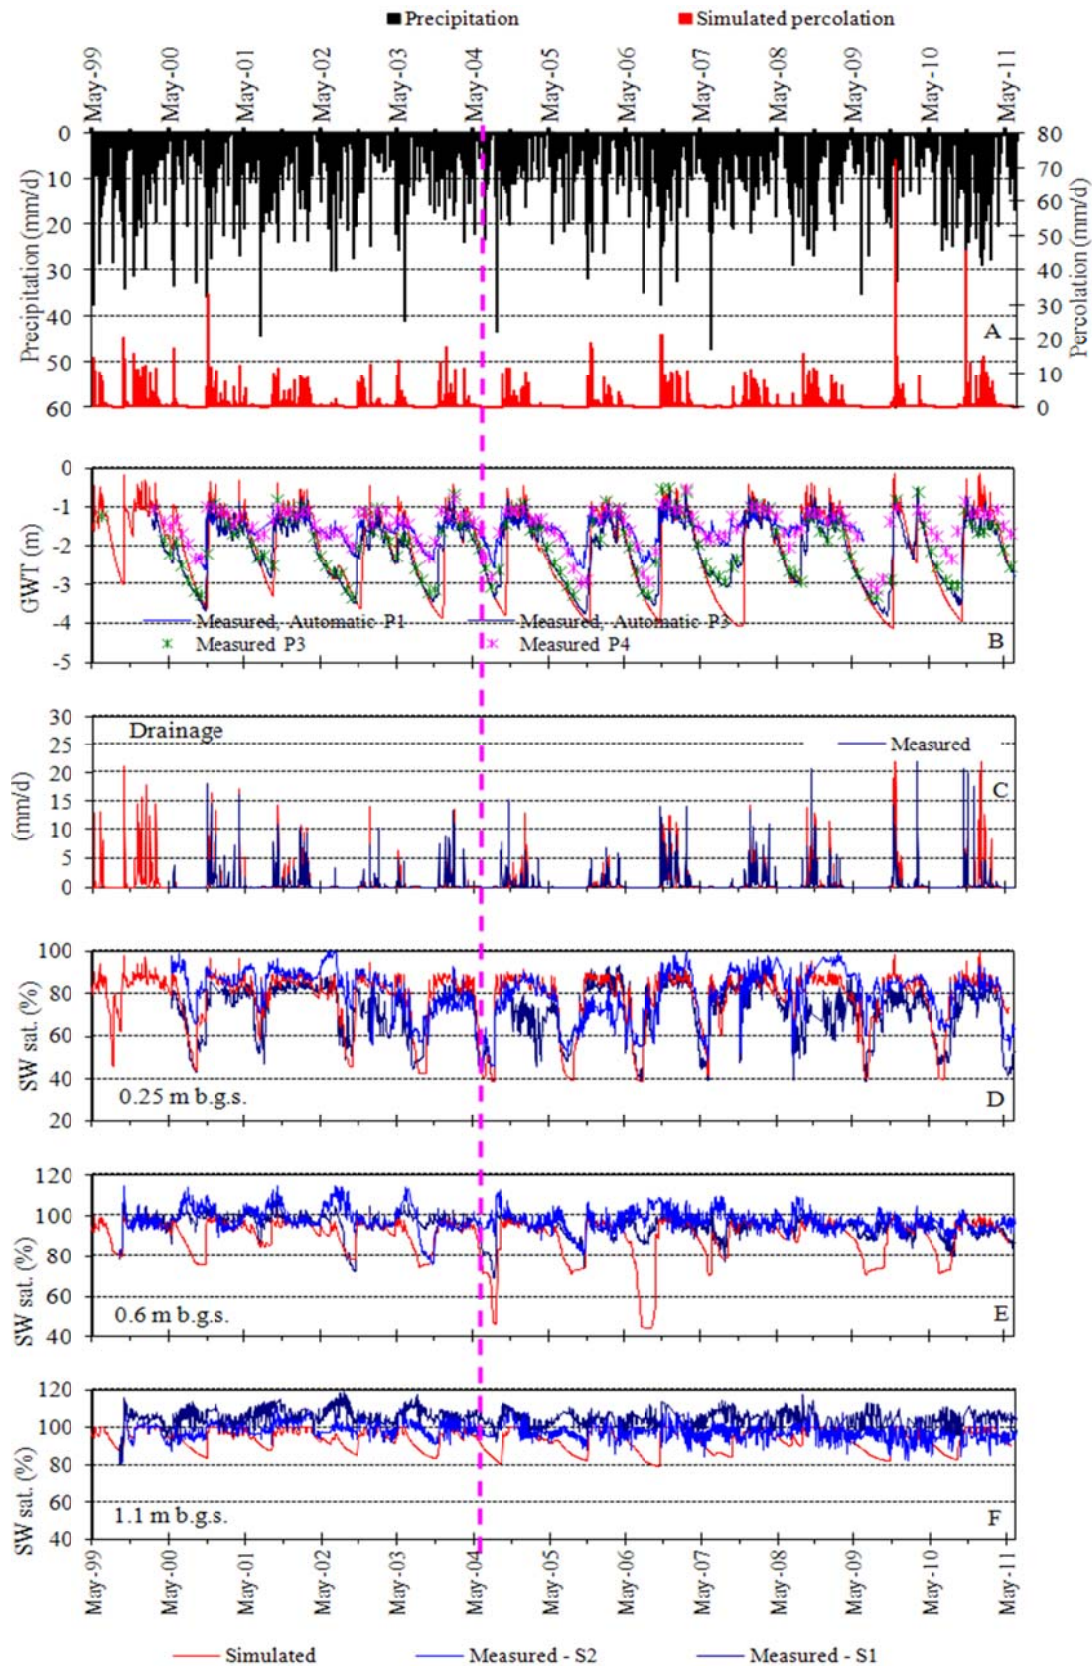 Precipitation Simulated percolation
May-99 May-00 May-01 May-02 May-03 May-04 May-05 May-06 May-07 May-08 May-09 May-10 May-11
Precipitation (mm/d)
0
10
20
30
40
50
60
80
70
60
50
40
30
20
10
0
Percolation (mm/d)
A
GWT (m)
0
-1
-2
-3
-4
-5
Measured, Automatic P1 Measured, Automatic P3
Measured P3 Measured P4
B
(mm/d)
30
25
20
15
10
5
0
Drainage
Measured
C
SW sat. (%)
100
80
60
40
20
0.25 m b.g.s.
D
SW sat. (%)
120
100
80
60
40
0.6 m b.g.s.
E
SW sat. (%)
120
100
80
60
40
1.1 m b.g.s.
F
May-99 May-00 May-01 May-02 May-03 May-04 May-05 May-06 May-07 May-08 May-09 May-10 May-11
Simulated Measured - S2 Measured - S1